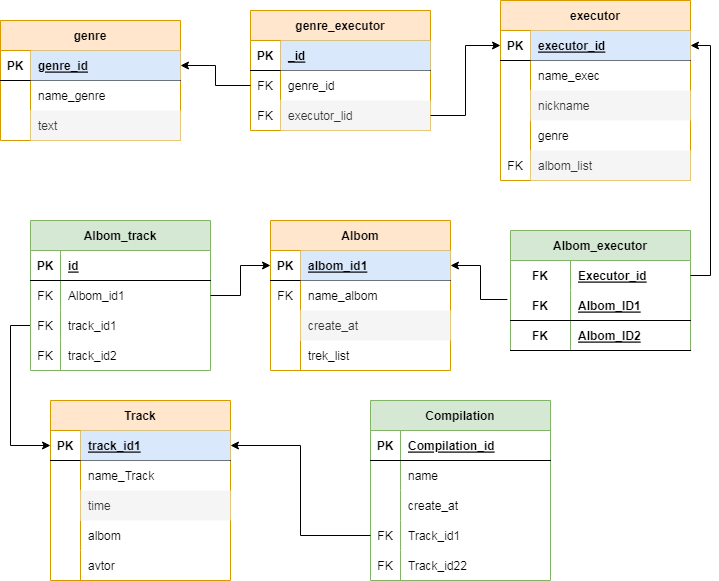 genre
PK genre_id
name_genre
text
genre_executor
PK _id
FK genre_id
FK executor_lid
executor
PK executor_id
name_exec
nickname
genre
FK albom_list
Albom_track
PK id
FK Albom_id1
FK track_id1
FK track_id2
Albom
PK albom_id1
FK name_albom
create_at
trek_list
Albom_executor
FK Executor_id
FK Albom_ID1
FK Albom_ID2
Track
PK track_id1
name_Track
time
albom
avtor
Compilation
PK Compilation_id
name
create_at
FK Track_id1
FK Track_id22